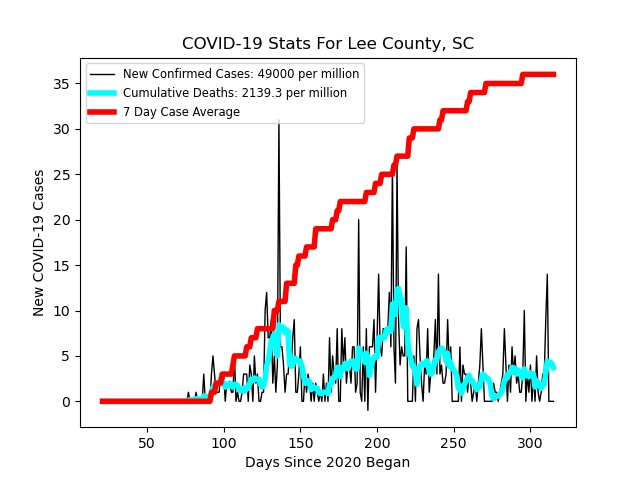 COVID-19 Stats For Lee County, SC
New Confirmed Cases: 49000 per million
Cumulative Deaths: 2139.3 per million
7 Day Case Average
New COVID-19 Cases
35
30
25
20
15
10
5
0
50 100 150 200 250 300
Days Since 2020 Began